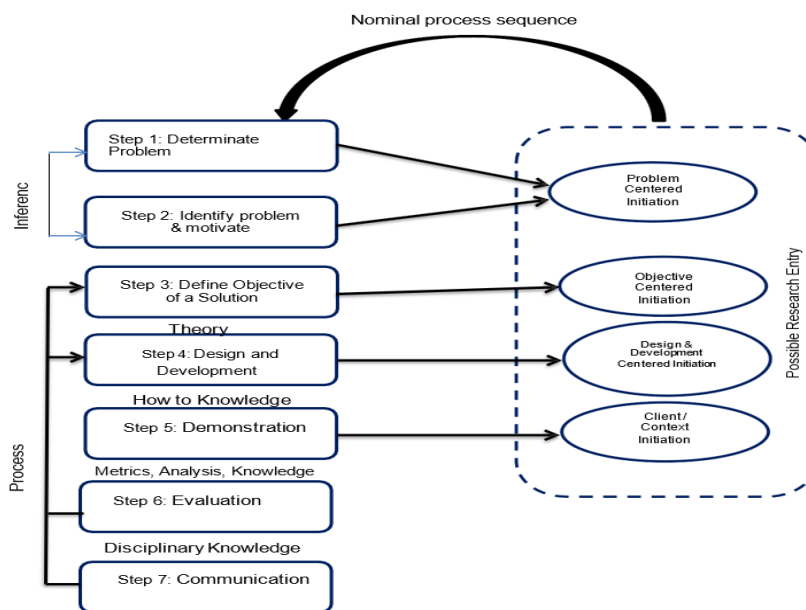 Nominal process sequence
Step 1: Determinate
Problem
Step 2: Identify problem
& motivate
Inferenc
Step 3: Define Objective
of a Solution
Theory
Step 4: Design and
Development
How to Knowledge
Step 5: Demonstration
Metrics, Analysis, Knowledge
Step 6: Evaluation
Disciplinary Knowledge
Step 7: Communication
Process
Problem
Centered
Initiation
Objective
Centered
Initiation
Design &
Development
Centered Initiation
Client /
Context
Initiation
Possible Research Entry